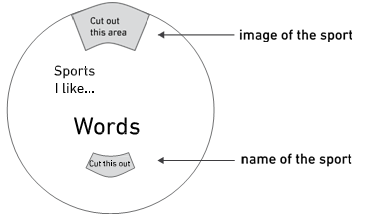 Cut out
this area
image of the sport
Sports
I like...
Words
Cut this out
name of the sport